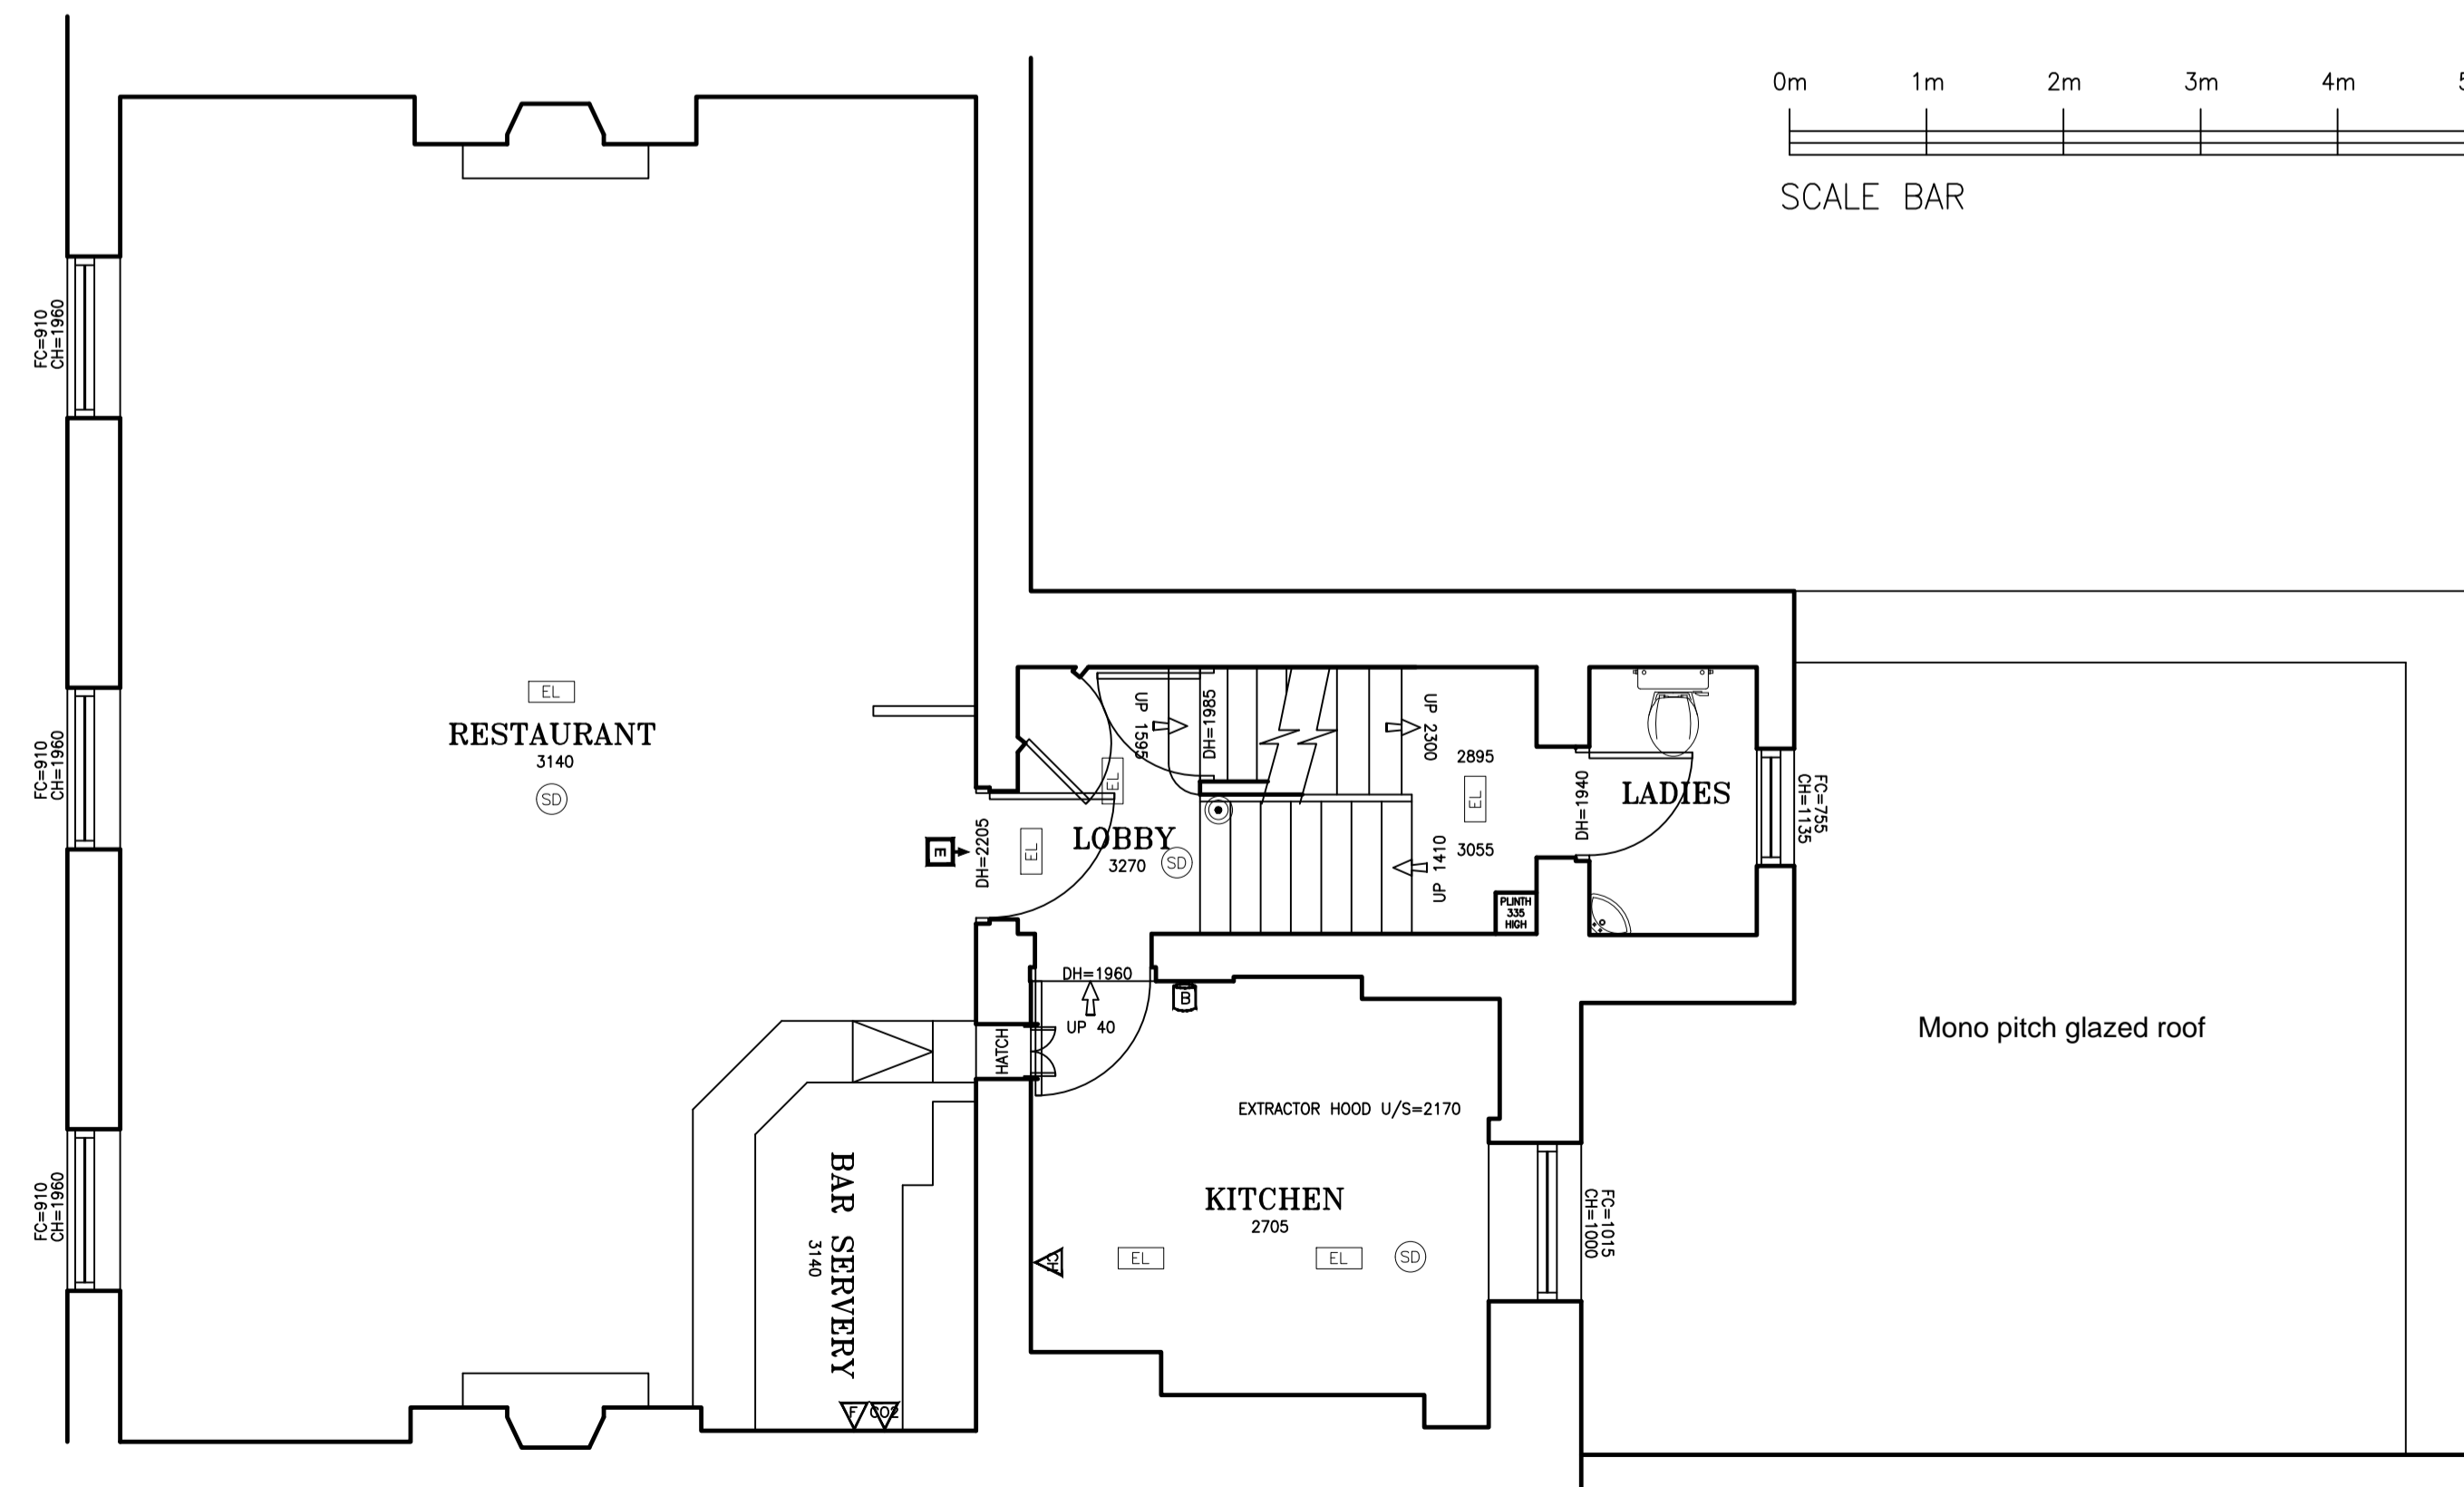 0m 1m 2m 3m 4m
SCALE BAR
FC=910
CH=1960
FC=910
CH=1960
FC=910
CH=1960
EL
RESTAURANT
3140
SD
E
DH=2205
EL
EL
LOBBY
3270
SD
UP 1595
DH=1985
UP 2300
2895
EL
3055
UP 1410
PLINTH
335
HIGH
DH=1940
LADIES
FC=755
CH=1135
DH=1960
UP 40
B
HATCH
EXTRACTOR HOOD U/S=2170
KITCHEN
2705
EL
EL
SD
CH
FC=1015
CH=1000
BAR SERVERY
3140
F
CO2
Mono pitch glazed roof